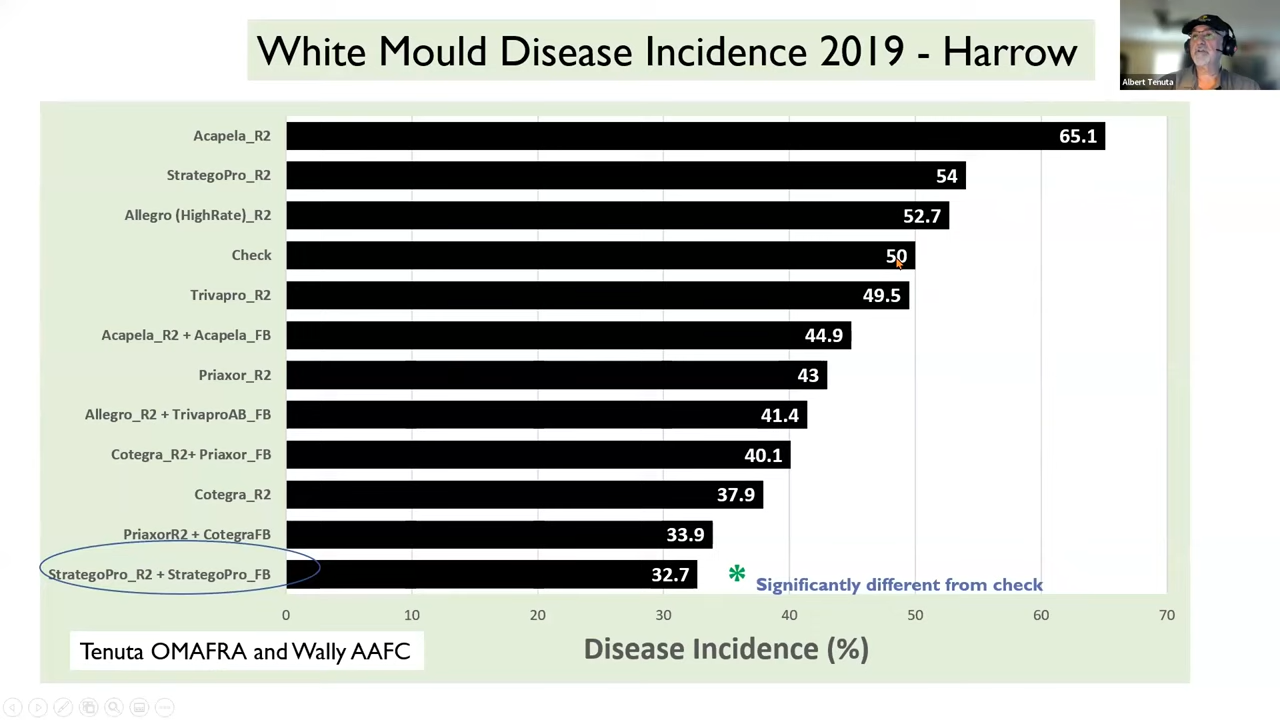 White Mould Disease Incidence 2019 - Harrow
Albert Tenuta
Acapela_R2 65.1
StrategoPro_R2 54
Allegro (HighRate)_R2 52.7
Check 50
Trivapro_R2 49.5
Acapela_R2 + Acapela_FB 44.9
Priaxor_R2 43
Allegro_R2 + TrivaproAB_FB 41.4
Cotegra_R2+ Priaxor_FB 40.1
Cotegra_R2 37.9
PriaxorR2 + CotegraFB 33.9
StrategoPro_R2 + StrategoPro_FB 32.7 * Significantly different from check
0 10 20 30 40 50 60 70
Disease Incidence (%)
Tenuta OMAFRA and Wally AAFC